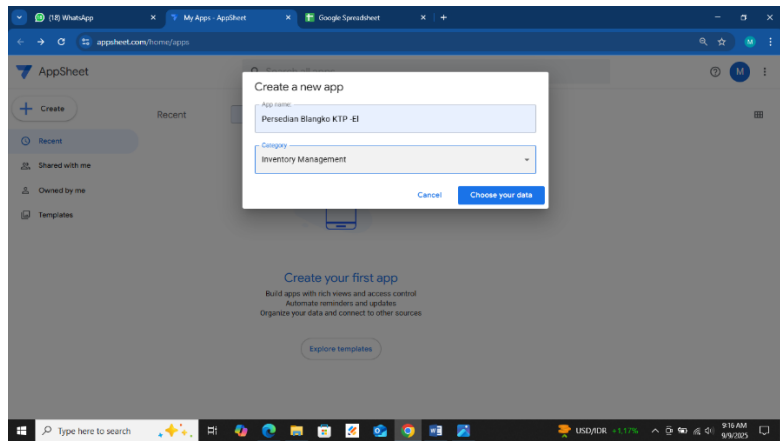 (18) WhatsApp
My Apps - AppSheet
Google Spreadsheet
appsheet.com/home/apps
M
AppSheet
Search all apps
M
Create
Recent
Recent
Shared with me
Owned by me
Templates
Create a new app
App name
Persedian Blangko KTP -El
Category
Inventory Management
Cancel
Choose your data
Create your first app
Build apps with rich views and access control
Automate reminders and updates
Organize your data and connect to other sources
Explore templates
Type here to search
USD/IDR +1.17%
9:16 AM
9/9/2025